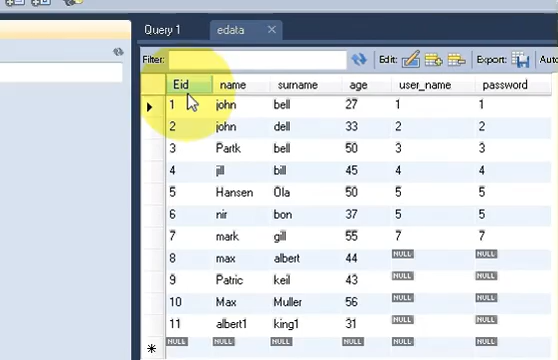 Query 1 edata ×
Filter: Edit: Export: Auto
Eid name surname age user_name password
1 john bell 27 1 1
2 john dell 33 2 2
3 Partk bell 50 3 3
4 jill bill 45 4 4
5 Hansen Ola 50 5 5
6 nir bon 37 6 6
7 mark gill 55 7 7
8 max albert 44 NULL NULL
9 Patric keil 43 NULL NULL
10 Max Muller 56 NULL NULL
11 albert1 king1 31 NULL NULL
* NULL NULL NULL NULL NULL NULL